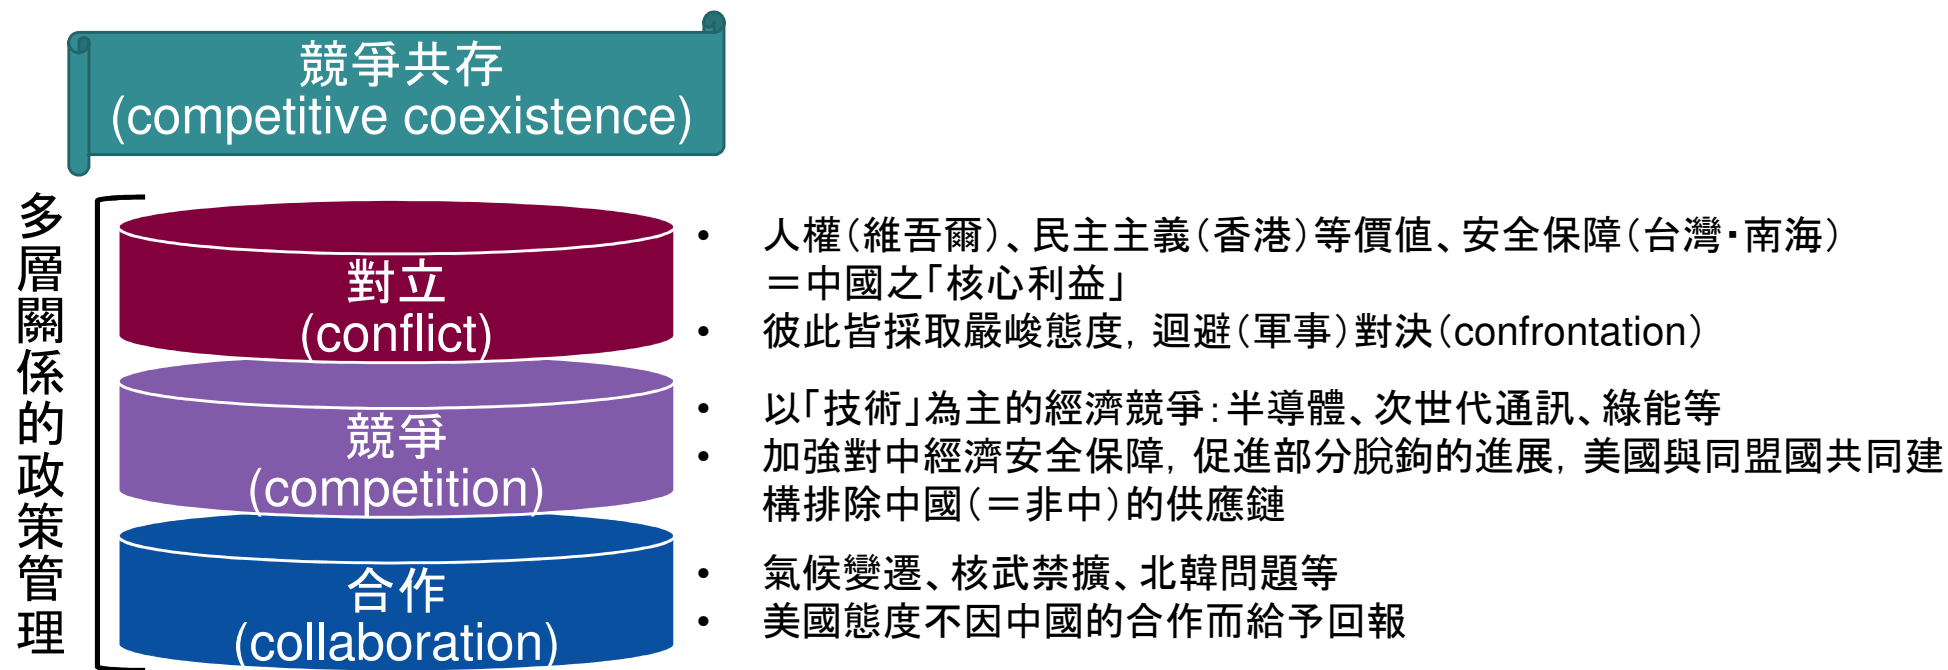 競爭共存
(competitive coexistence)
多層關係的政策管理
對立
(conflict)
• 人權（維吾爾）、民主主義（香港）等價值、安全保障（台灣・南海）
＝中國之「核心利益」
• 彼此皆採取嚴峻態度，迴避（軍事）對決（confrontation）
競爭
(competition)
• 以「技術」為主的經濟競爭：半導體、次世代通訊、綠能等
• 加強對中經濟安全保障，促進部分脫鉤的進展，美國與同盟國共同建
構排除中國（＝非中）的供應鏈
合作
(collaboration)
• 氣候變遷、核武禁擴、北韓問題等
• 美國態度不因中國的合作而給予回報